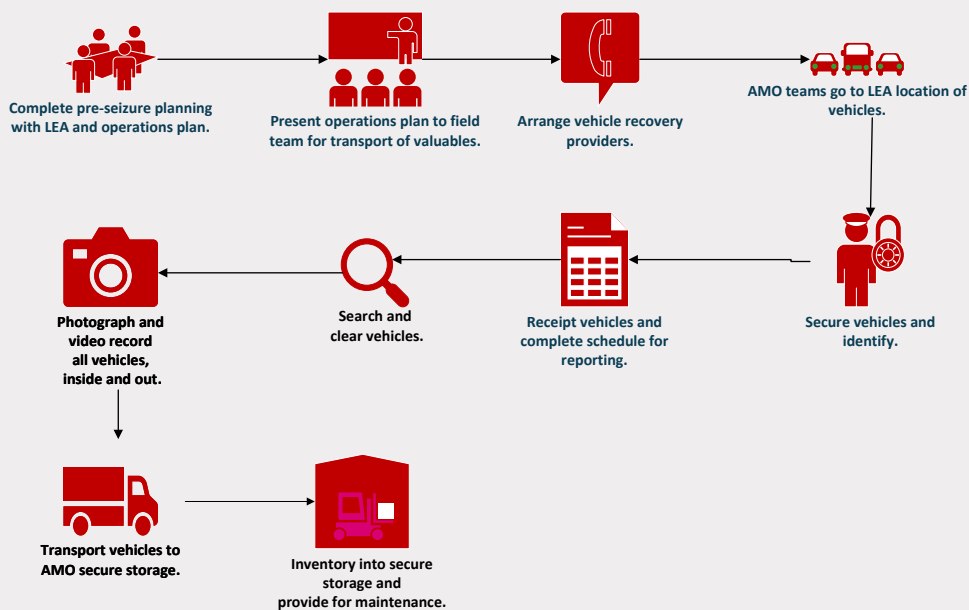 Complete pre-seizure planning
with LEA and operations plan.
Present operations plan to field
team for transport of valuables.
Arrange vehicle recovery
providers.
AMO teams go to LEA location of
vehicles.
Secure vehicles and
identify.
Receipt vehicles and
complete schedule for
reporting.
Search and
clear vehicles.
Photograph and
video record
all vehicles,
inside and out.
Transport vehicles to
AMO secure storage.
Inventory into secure
storage and
provide for maintenance.